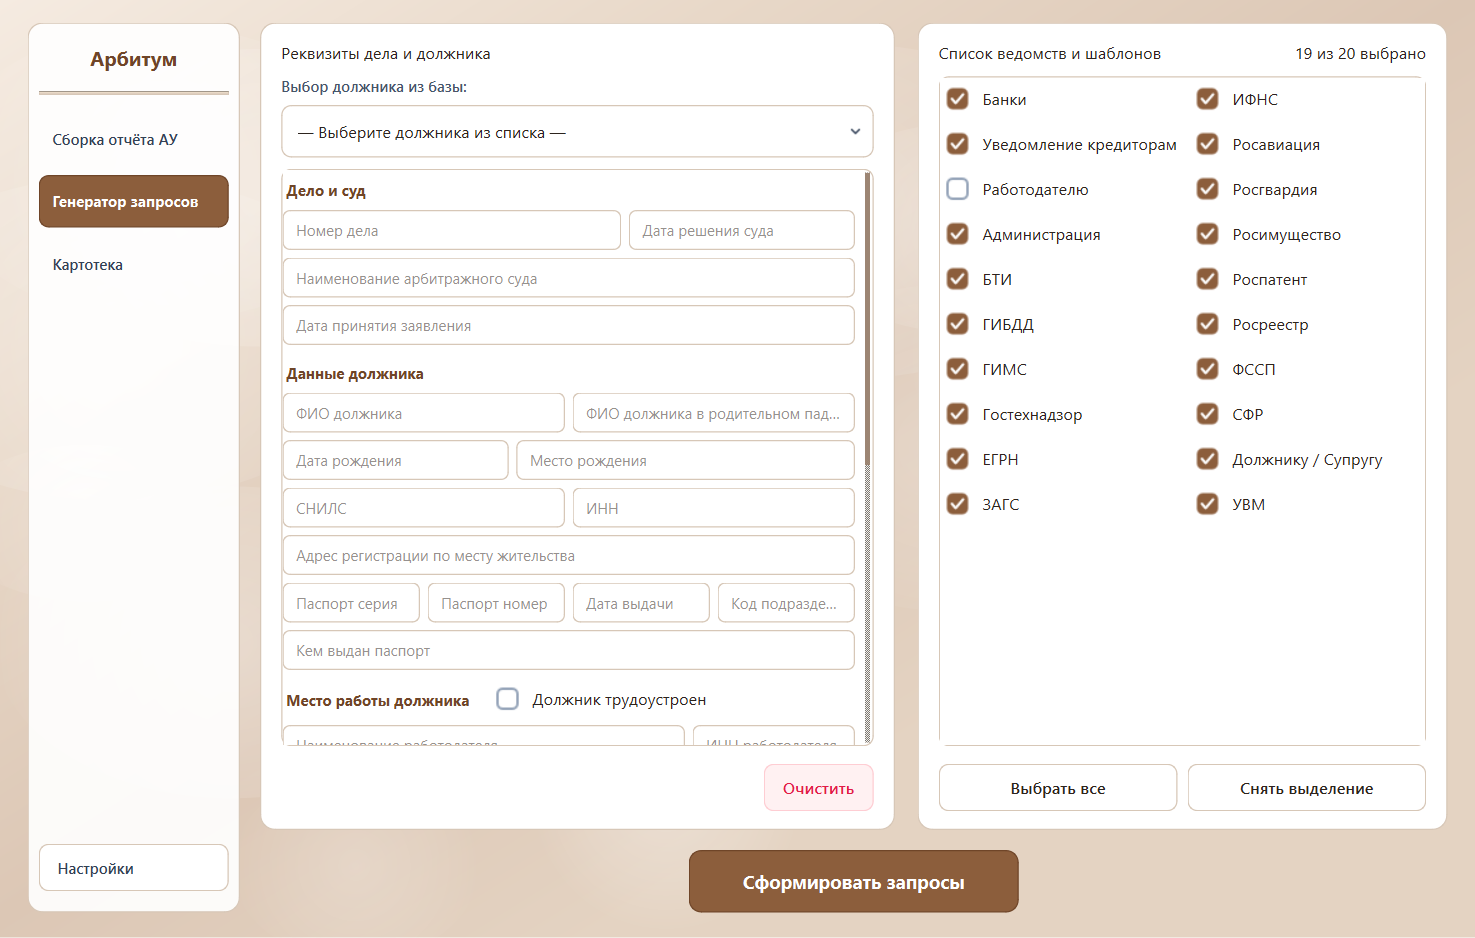 Арбитум
Сборка отчёта АУ
Генератор запросов
Картотека
Настройки
Реквизиты дела и должника
Выбор должника из базы:
— Выберите должника из списка —
Дело и суд
Номер дела
Дата решения суда
Наименование арбитражного суда
Дата принятия заявления
Данные должника
ФИО должника
ФИО должника в родительном пад...
Дата рождения
Место рождения
СНИЛС
ИНН
Адрес регистрации по месту жительства
Паспорт серия
Паспорт номер
Дата выдачи
Код подразде...
Кем выдан паспорт
Место работы должника
Должник трудоустроен
Наименование работодателя
ИНН работодателя
Очистить
Список ведомств и шаблонов
19 из 20 выбрано
Банки
ИФНС
Уведомление кредиторам
Росавиация
Работодателю
Росгвардия
Администрация
Росимущество
БТИ
Роспатент
ГИБДД
Росреестр
ГИМС
ФССП
Гостехнадзор
СФР
ЕГРН
Должнику / Супругу
ЗАГС
УВМ
Выбрать все
Снять выделение
Сформировать запросы